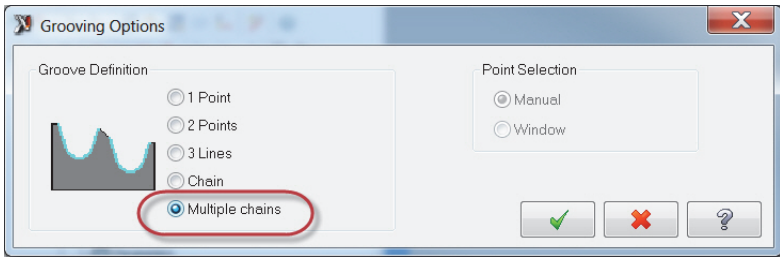 Grooving Options
Groove Definition
1 Point
2 Points
3 Lines
Chain
Multiple chains
Point Selection
Manual
Window